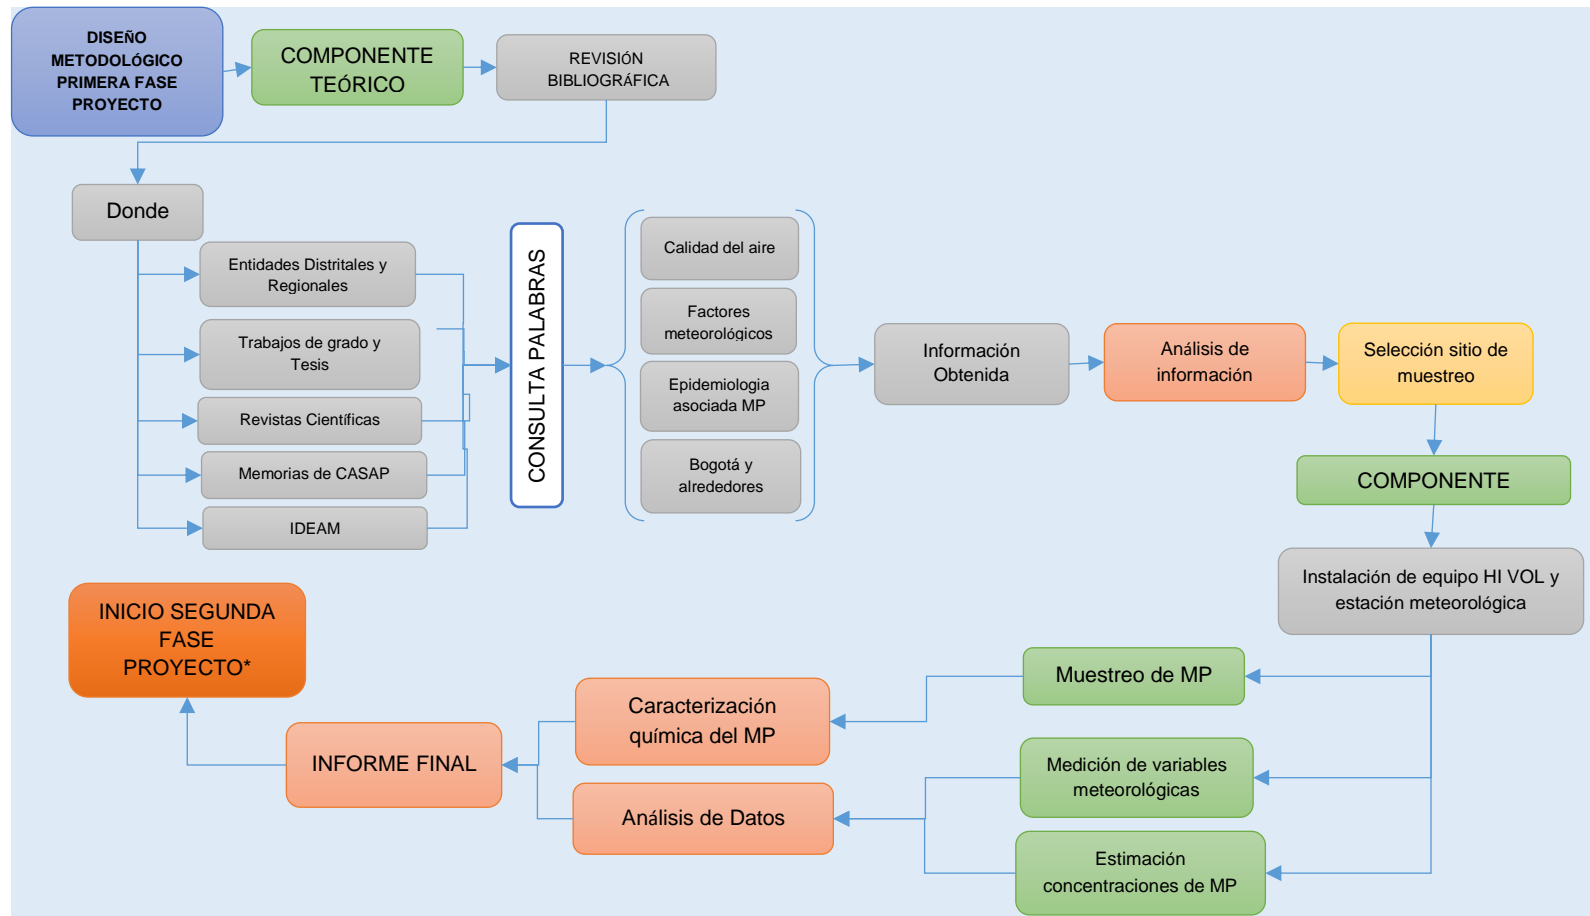 DISEÑO
METODOLÓGICO
PRIMERA FASE
PROYECTO
COMPONENTE
TEÓRICO
REVISIÓN
BIBLIOGRÁFICA
Donde
Entidades Distritales y
Regionales
Trabajos de grado y
Tesis
Revistas Científicas
Memorias de CASAP
IDEAM
CONSULTA PALABRAS
Calidad del aire
Factores
meteorológicos
Epidemiologia
asociada MP
Bogotá y
alrededores
Información
Obtenida
Análisis de
información
Selección sitio de
muestreo
COMPONENTE
Instalación de equipo HI VOL y
estación meteorológica
Muestreo de MP
Medición de variables
meteorológicas
Estimación
concentraciones de MP
Caracterización
química del MP
Análisis de Datos
INFORME FINAL
INICIO SEGUNDA
FASE
PROYECTO*